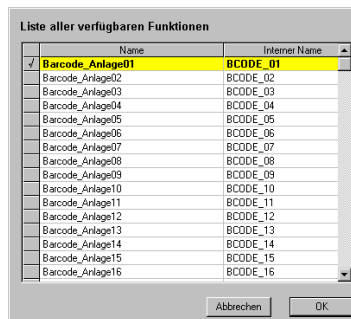 Liste aller verfügbaren Funktionen
Name Interner Name
√ Barcode_Anlage01 BCODE_01
Barcode_Anlage02 BCODE_02
Barcode_Anlage03 BCODE_03
Barcode_Anlage04 BCODE_04
Barcode_Anlage05 BCODE_05
Barcode_Anlage06 BCODE_06
Barcode_Anlage07 BCODE_07
Barcode_Anlage08 BCODE_08
Barcode_Anlage09 BCODE_09
Barcode_Anlage10 BCODE_10
Barcode_Anlage11 BCODE_11
Barcode_Anlage12 BCODE_12
Barcode_Anlage13 BCODE_13
Barcode_Anlage14 BCODE_14
Barcode_Anlage15 BCODE_15
Barcode_Anlage16 BCODE_16
Abbrechen OK